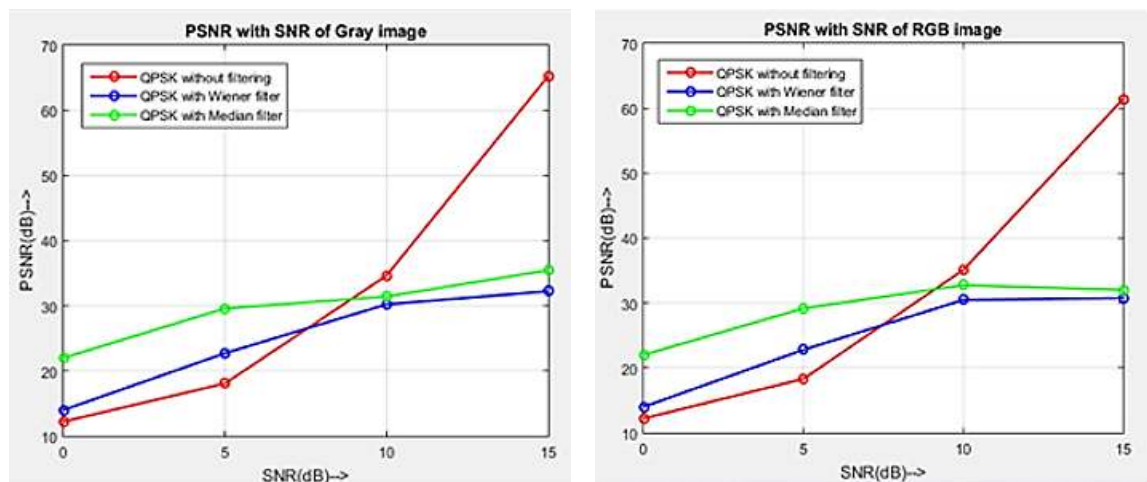 PSNR with SNR of Gray image
70
60
50
40
30
20
10
PSNR(dB)-->
QPSK without filtering
QPSK with Wiener filter
QPSK with Median filter
0 5 10 15
SNR(dB)-->
PSNR with SNR of RGB image
70
60
50
40
30
20
10
PSNR(dB)-->
QPSK without filtering
QPSK with Wiener filter
QPSK with Median filter
0 5 10 15
SNR(dB)-->